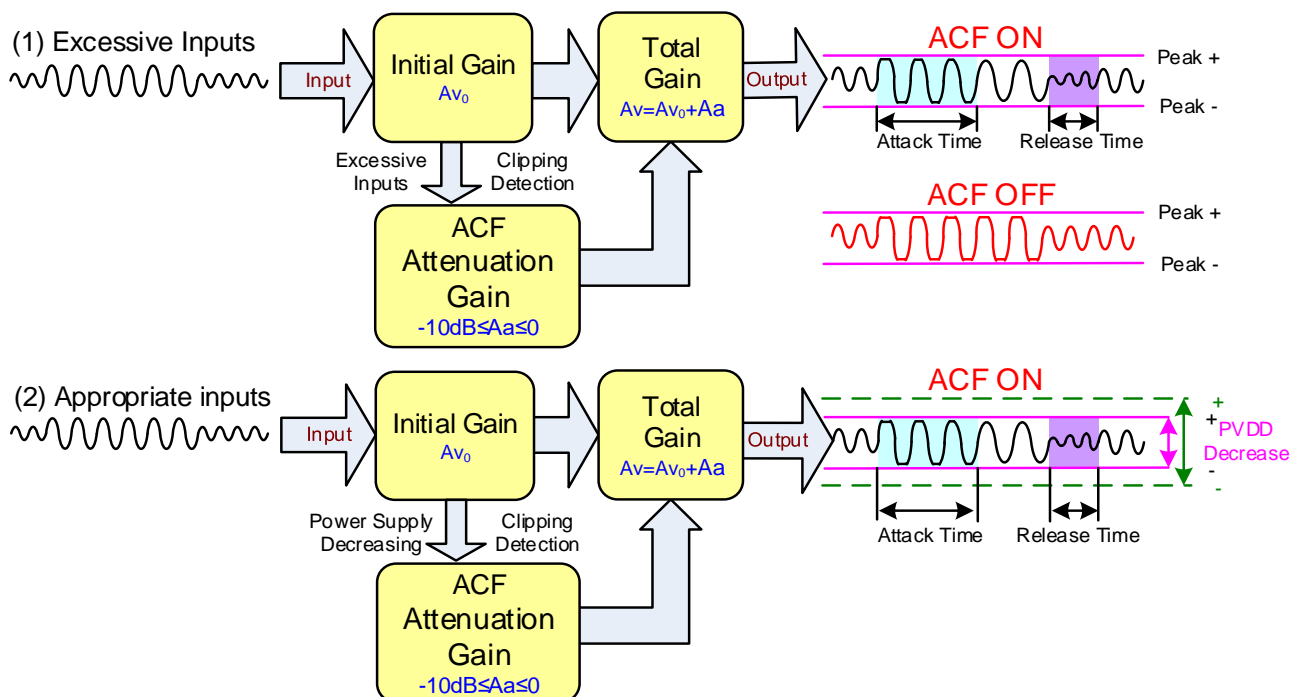 (1) Excessive Inputs
Input
Initial Gain
Av0
Total
Gain
Av=Av0+Aa
Output
ACF ON
Peak +
Peak -
Attack Time
Release Time
Excessive
Inputs
Clipping
Detection
ACF
Attenuation
Gain
-10dB≤Aa≤0
ACF OFF
Peak +
Peak -
(2) Appropriate inputs
Input
Initial Gain
Av0
Total
Gain
Av=Av0+Aa
Output
ACF ON
+
+
PVDD
Decrease
-
-
Attack Time
Release Time
Power Supply
Decreasing
Clipping
Detection
ACF
Attenuation
Gain
-10dB≤Aa≤0